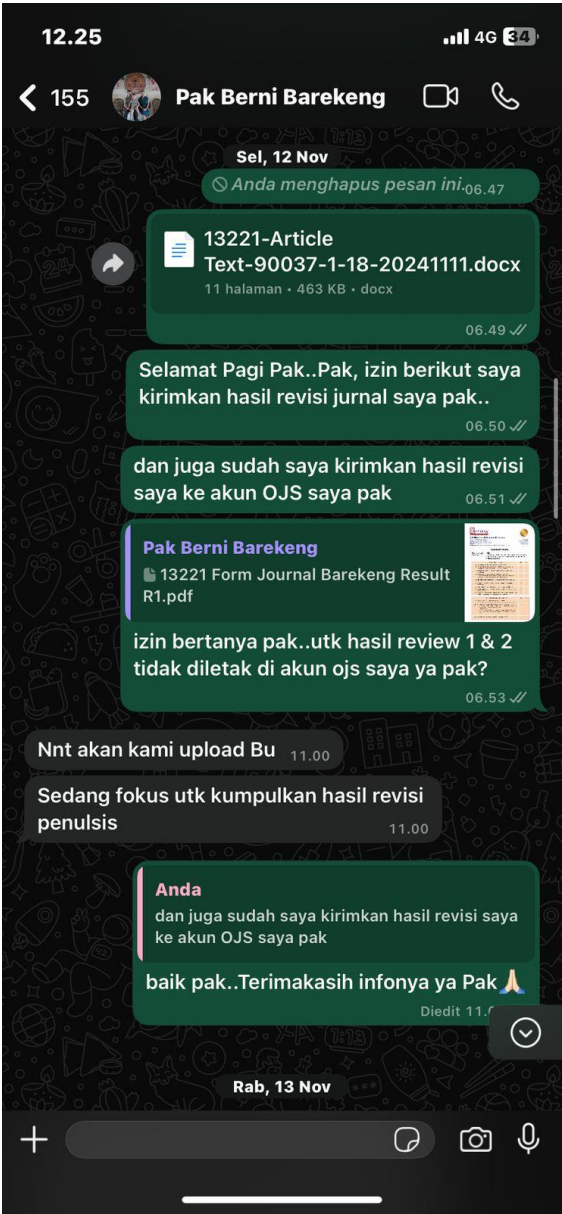 12.25
4G 34
155 Pak Berni Barekeng
Sel, 12 Nov
Anda menghapus pesan ini. 06.47
13221-Article
Text-90037-1-18-20241111.docx
11 halaman • 463 KB • docx
06.49
Selamat Pagi Pak..Pak, izin berikut saya
kirimkan hasil revisi jurnal saya pak..
06.50
dan juga sudah saya kirimkan hasil revisi
saya ke akun OJS saya pak 06.51
Pak Berni Barekeng
13221 Form Journal Barekeng Result
R1.pdf
izin bertanya pak..utk hasil review 1 & 2
tidak diletak di akun ojs saya ya pak?
06.53
Nnt akan kami upload Bu 11.00
Sedang fokus utk kumpulkan hasil revisi
penulsis 11.00
Anda
dan juga sudah saya kirimkan hasil revisi saya
ke akun OJS saya pak
baik pak..Terimakasih infonya ya Pak🙏🏻
Diedit 11.
Rab, 13 Nov